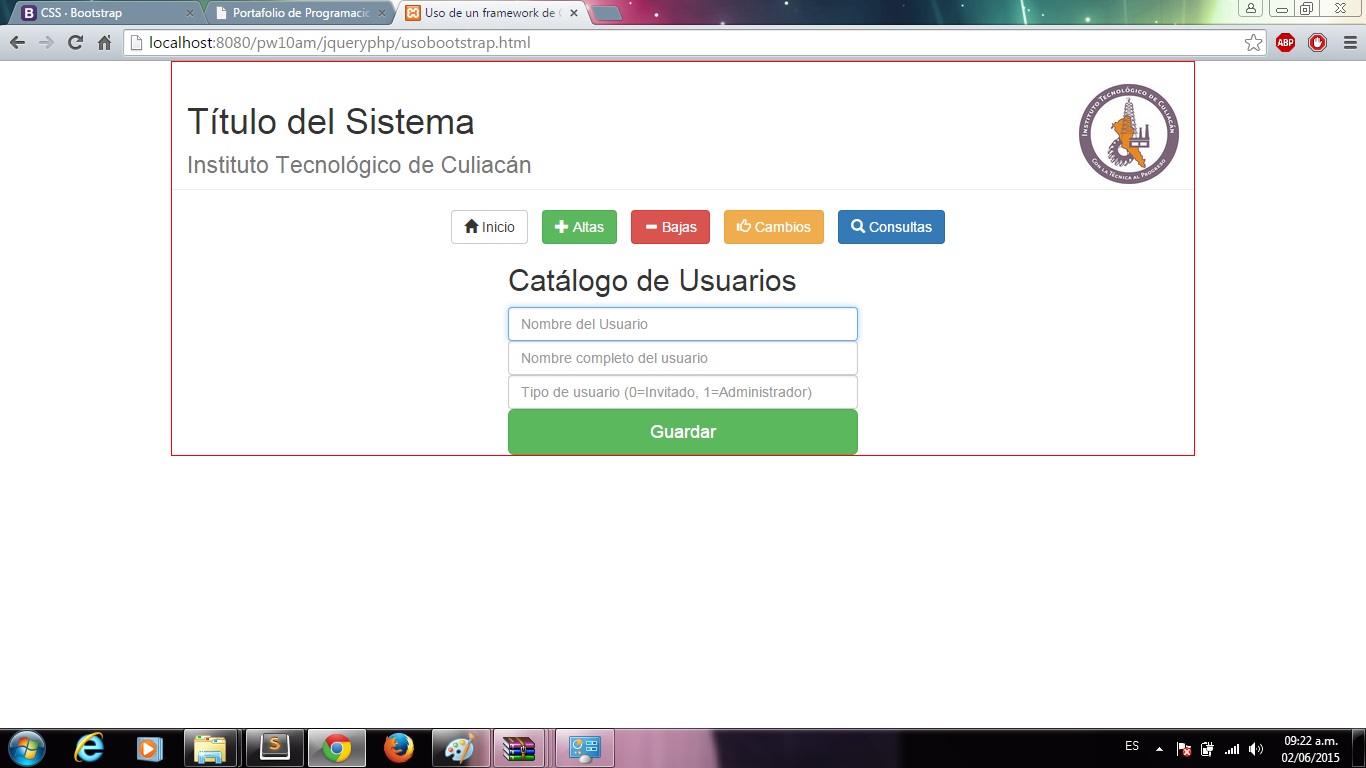 CSS · Bootstrap
Portafolio de Programació
Uso de un framework de C
localhost:8080/pw10am/jqueryphp/usobootstrap.html
ABP
Título del Sistema
Instituto Tecnológico de Culiacán
INSTITUTO TECNOLÓGICO DE CULIACÁN
CON LA TÉCNICA AL PROGRESO
Inicio
Altas
Bajas
Cambios
Consultas
Catálogo de Usuarios
Nombre del Usuario
Nombre completo del usuario
Tipo de usuario (0=Invitado, 1=Administrador)
Guardar
ES
09:22 a.m.
02/06/2015